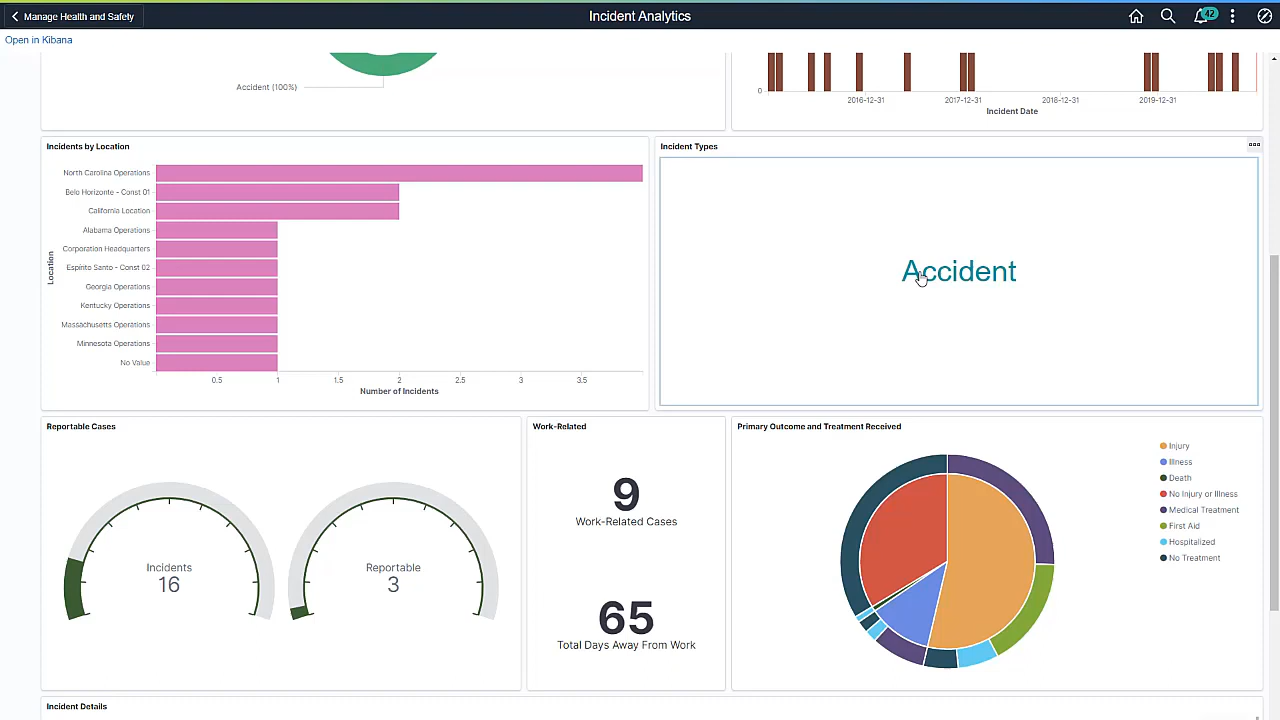 Manage Health and Safety
Incident Analytics
42
Open in Kibana
Accident (100%)
0
2016-12-31
2017-12-31
2018-12-31
2019-12-31
Incident Date
Incidents by Location
North Carolina Operations
Belo Horizonte - Const 01
California Location
Alabama Operations
Corporation Headquarters
Espírito Santo - Const 02
Georgia Operations
Kentucky Operations
Massachusetts Operations
Minnesota Operations
No Value
Location
0.5
1
1.5
2
2.5
3
3.5
Number of Incidents
Incident Types
Accident
Reportable Cases
Incidents
16
Reportable
3
Work-Related
9
Work-Related Cases
65
Total Days Away From Work
Primary Outcome and Treatment Received
Injury
Illness
Death
No Injury or Illness
Medical Treatment
First Aid
Hospitalized
No Treatment
Incident Details